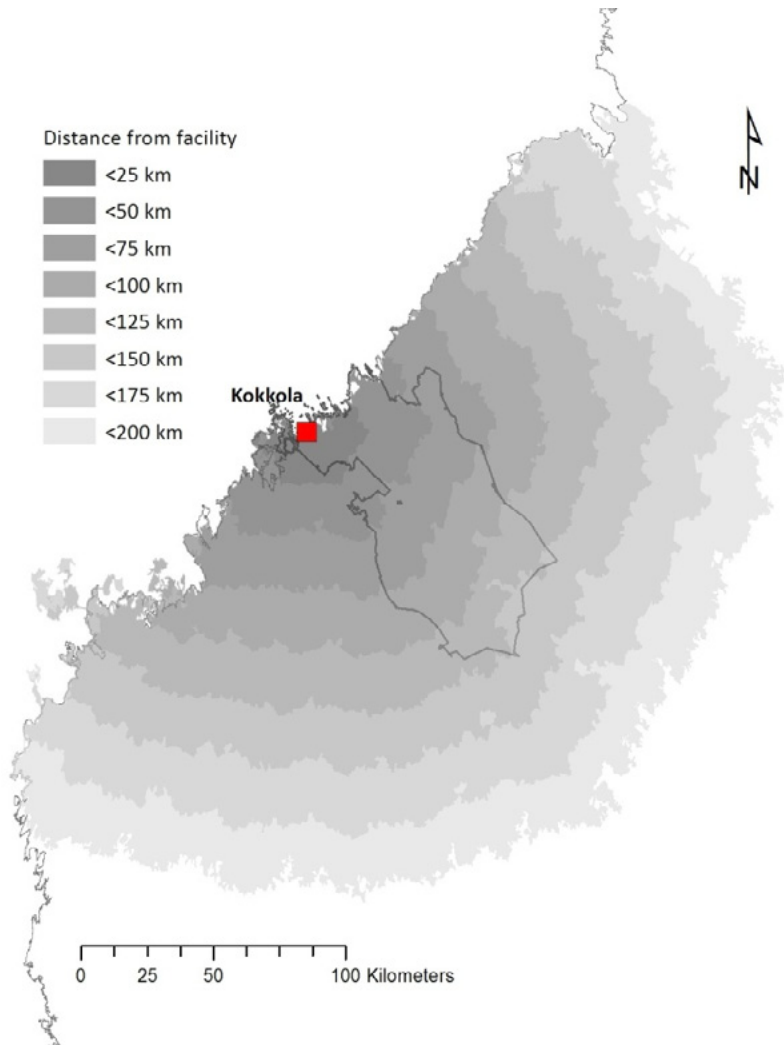 Distance from facility
<25 km
<50 km
<75 km
<100 km
<125 km
<150 km
<175 km
<200 km
Kokkola
N
0 25 50 100 Kilometers